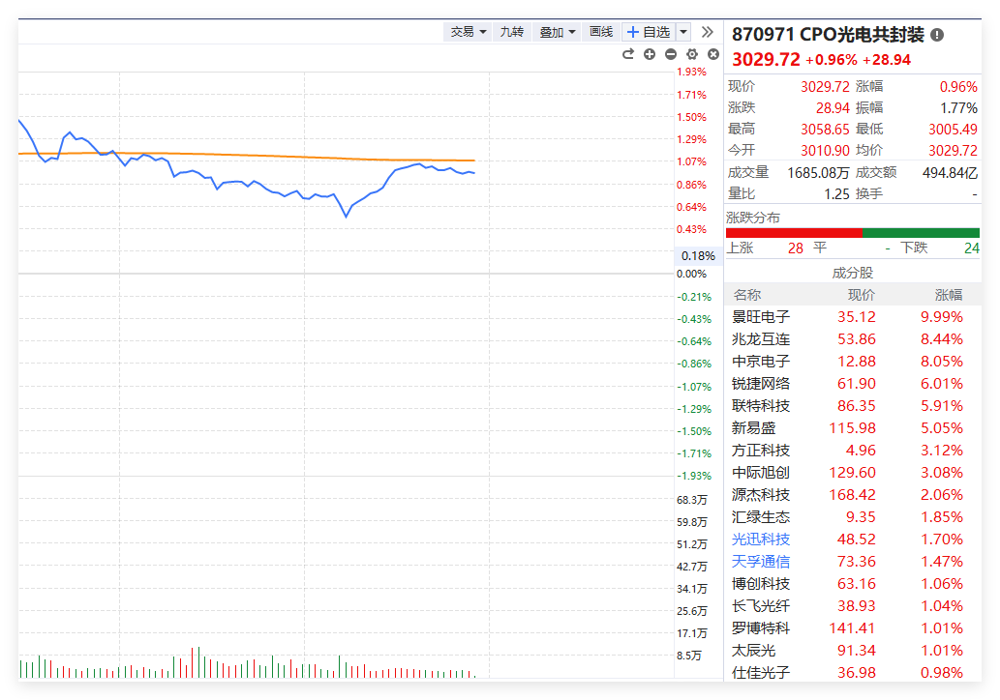 交易 九转 叠加 画线 自选
870971 CPO光电共封装
3029.72 +0.96% +28.94
现价 3029.72 涨幅 0.96%
涨跌 28.94 振幅 1.77%
最高 3058.65 最低 3005.49
今开 3010.90 均价 3029.72
成交量 1685.08万 成交额 494.84亿
量比 1.25 换手 -
涨跌分布
上涨 28 平 - 下跌 24
成分股
名称 现价 涨幅
景旺电子 35.12 9.99%
兆龙互连 53.86 8.44%
中京电子 12.88 8.05%
锐捷网络 61.90 6.01%
联特科技 86.35 5.91%
新易盛 115.98 5.05%
方正科技 4.96 3.12%
中际旭创 129.60 3.08%
源杰科技 168.42 2.06%
汇绿生态 9.35 1.85%
光迅科技 48.52 1.70%
天孚通信 73.36 1.47%
博创科技 63.16 1.06%
长飞光纤 38.93 1.04%
罗博特科 141.41 1.01%
太辰光 91.34 1.01%
仕佳光子 36.98 0.98%
1.93%
1.71%
1.50%
1.29%
1.07%
0.86%
0.64%
0.43%
0.18%
0.00%
-0.21%
-0.43%
-0.64%
-0.86%
-1.07%
-1.29%
-1.50%
-1.71%
-1.93%
68.3万
59.8万
51.2万
42.7万
34.1万
25.6万
17.1万
8.5万